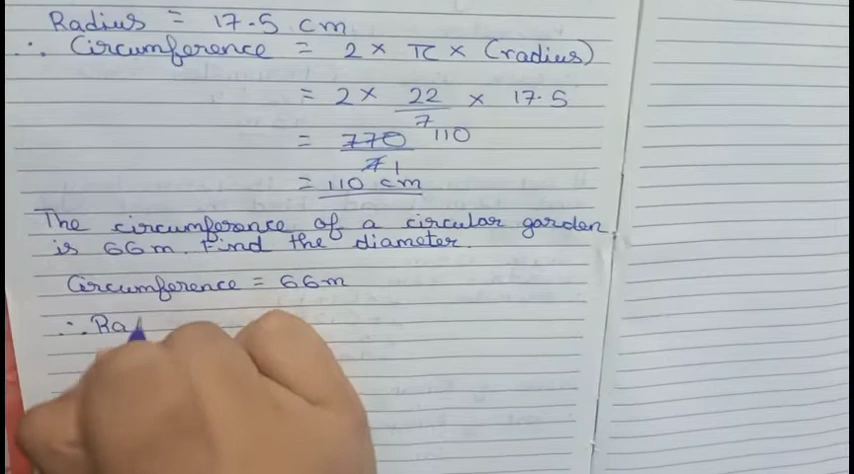 Radius = 17.5 cm
∴ Circumference = 2 × π × (radius)
= 2 × 22/7 × 17.5
= 770/7 110 1
= 110 cm
The circumference of a circular garden
is 66m. Find the diameter.
Circumference = 66m
∴ Ra